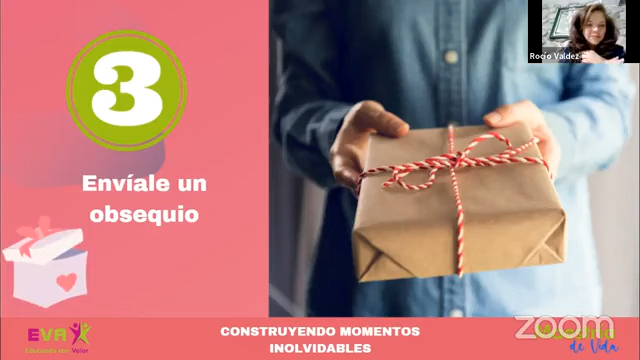 Rocio Valdez
3
Envíale un
obsequio
EVA
Educando con Valor
CONSTRUYENDO MOMENTOS
INOLVIDABLES
zoom
de Vida